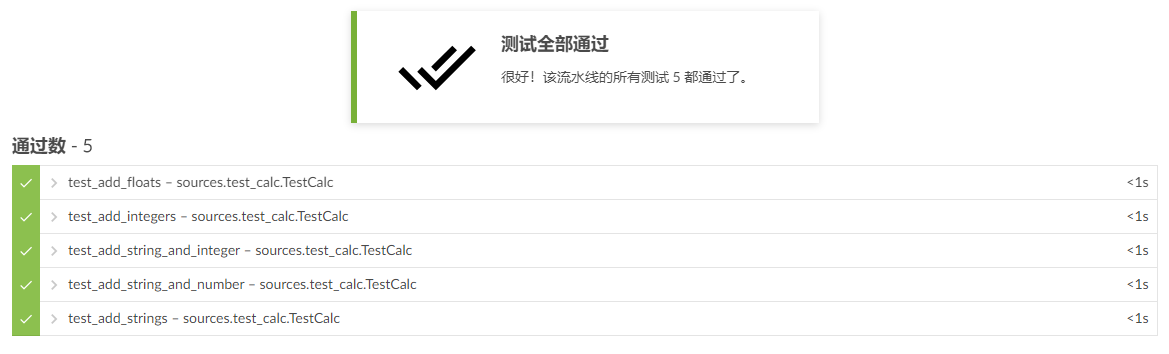 测试全部通过
很好！该流水线的所有测试 5 都通过了。
通过数 - 5
test_add_floats – sources.test_calc.TestCalc <1s
test_add_integers – sources.test_calc.TestCalc <1s
test_add_string_and_integer – sources.test_calc.TestCalc <1s
test_add_string_and_number – sources.test_calc.TestCalc <1s
test_add_strings – sources.test_calc.TestCalc <1s